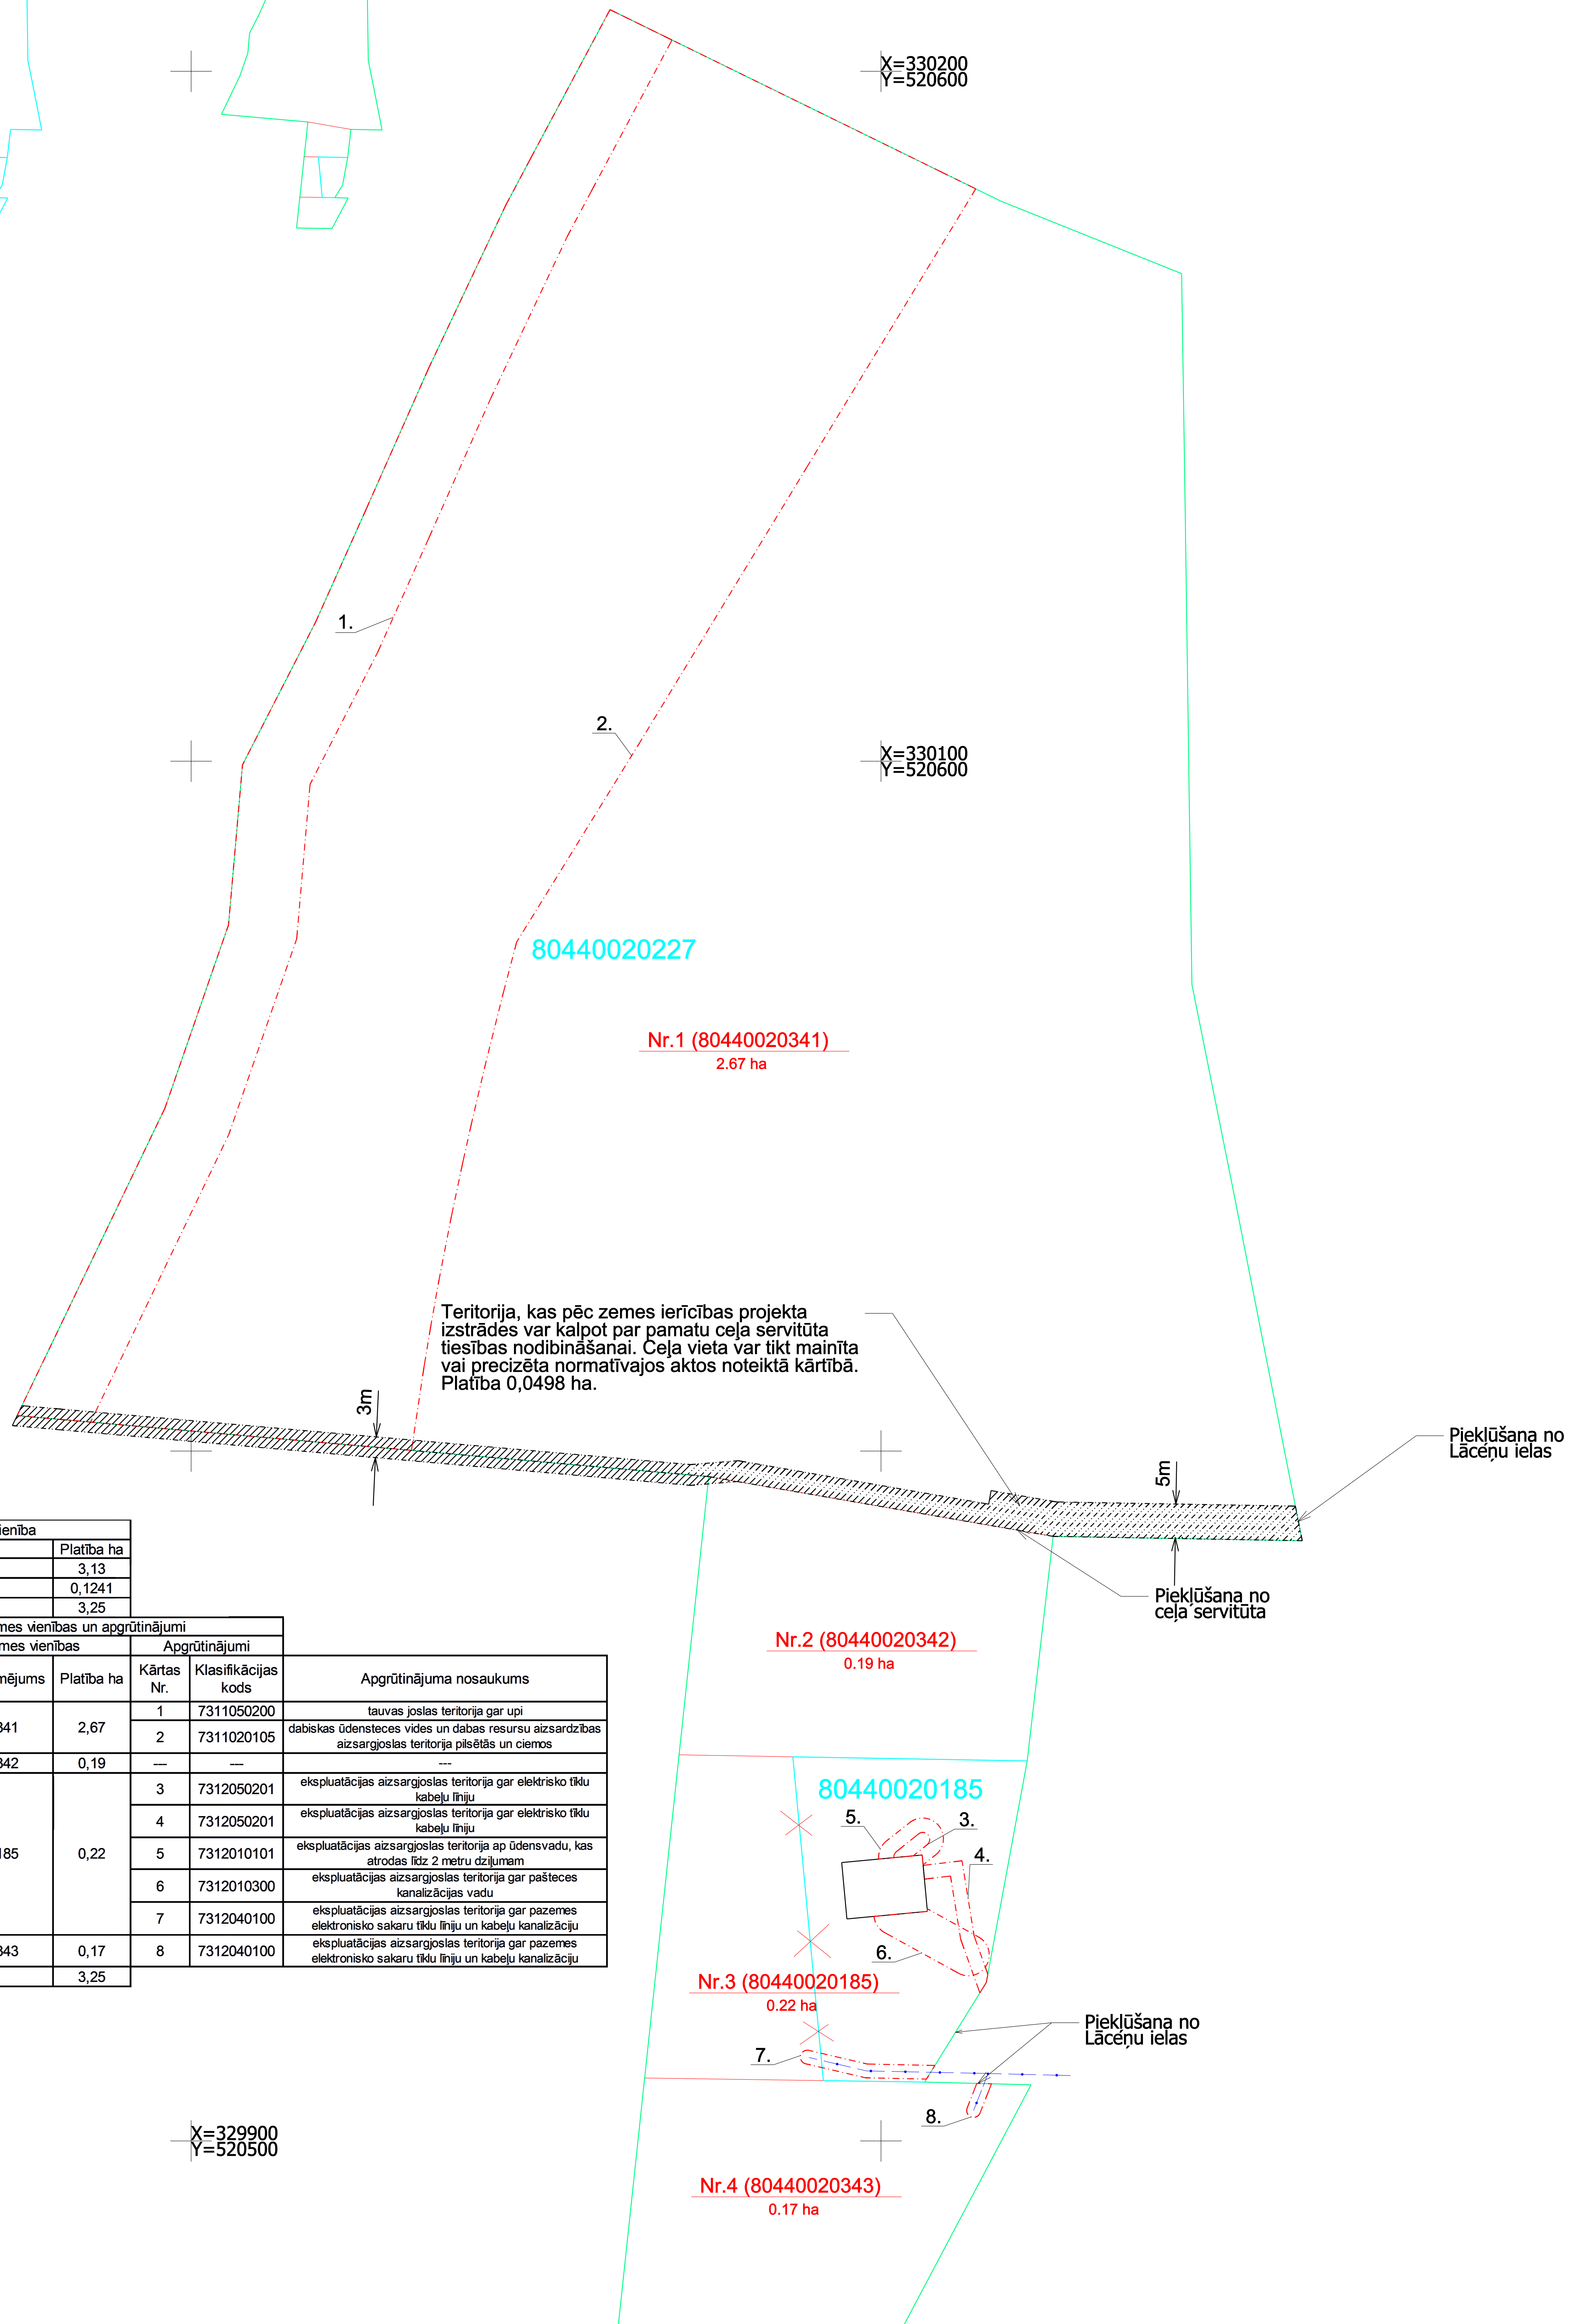 X=330200
Y=520600
1.
2.
X=330100
Y=520600
80440020227
Nr.1 (80440020341)
2.67 ha
Teritorija, kas pēc zemes ierīcības projekta
izstrādes var kalpot par pamatu ceļa servitūta
tiesības nodibināšanai. Ceļa vieta var tikt mainīta
vai precizēta normatīvajos aktos noteiktā kārtībā.
Platība 0,0498 ha.
3m
5m
Piekļūšana no
Lācēņu ielas
Piekļūšana no
ceļa servitūta
Platība ha
3,13
0,1241
3,25
vienības un apgrūtinājumi
vienības
Apgrūtinājumi
Platība ha
Kārtas
Nr.
Klasifikācijas
kods
Apgrūtinājuma nosaukums
341
2,67
1
7311050200
tauvas joslas teritorija gar upi
2
7311020105
dabiskas ūdensteces vides un dabas resursu aizsardzības
aizsargjoslas teritorija pilsētās un ciemos
342
0,19
---
---
---
185
0,22
3
7312050201
ekspluatācijas aizsargjoslas teritorija gar elektrisko tīklu
kabeļu līniju
4
7312050201
ekspluatācijas aizsargjoslas teritorija gar elektrisko tīklu
kabeļu līniju
5
7312010101
ekspluatācijas aizsargjoslas teritorija ap ūdensvadu, kas
atrodas līdz 2 metru dziļumam
6
7312010300
ekspluatācijas aizsargjoslas teritorija gar pašteces
kanalizācijas vadu
7
7312040100
ekspluatācijas aizsargjoslas teritorija gar pazemes
elektronisko sakaru tīklu līniju un kabeļu kanalizāciju
343
0,17
8
7312040100
ekspluatācijas aizsargjoslas teritorija gar pazemes
elektronisko sakaru tīklu līniju un kabeļu kanalizāciju
3,25
Nr.2 (80440020342)
0.19 ha
80440020185
5.
3.
4.
6.
Nr.3 (80440020185)
0.22 ha
Piekļūšana no
Lācēņu ielas
7.
8.
X=329900
Y=520500
Nr.4 (80440020343)
0.17 ha